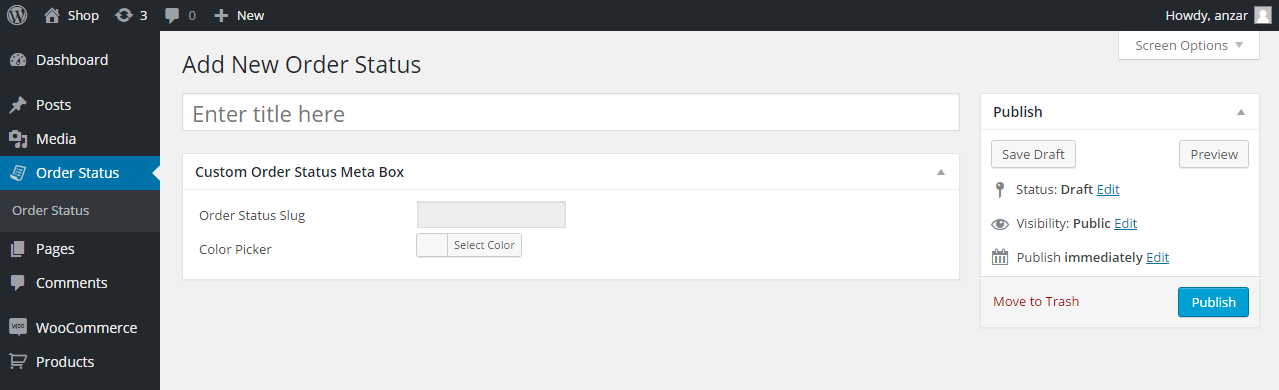 Shop 3 0 New Howdy, anzar
Screen Options
Dashboard
Posts
Media
Order Status
Order Status
Pages
Comments
WooCommerce
Products
Add New Order Status
Enter title here
Custom Order Status Meta Box
Order Status Slug
Color Picker Select Color
Publish
Save Draft Preview
Status: Draft Edit
Visibility: Public Edit
Publish immediately Edit
Move to Trash Publish